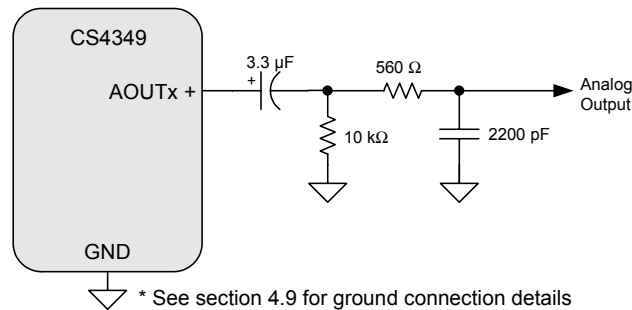 CS4349
AOUTx +
3.3 µF
+
560 Ω
10 kΩ
2200 pF
Analog
Output
GND
* See section 4.9 for ground connection details